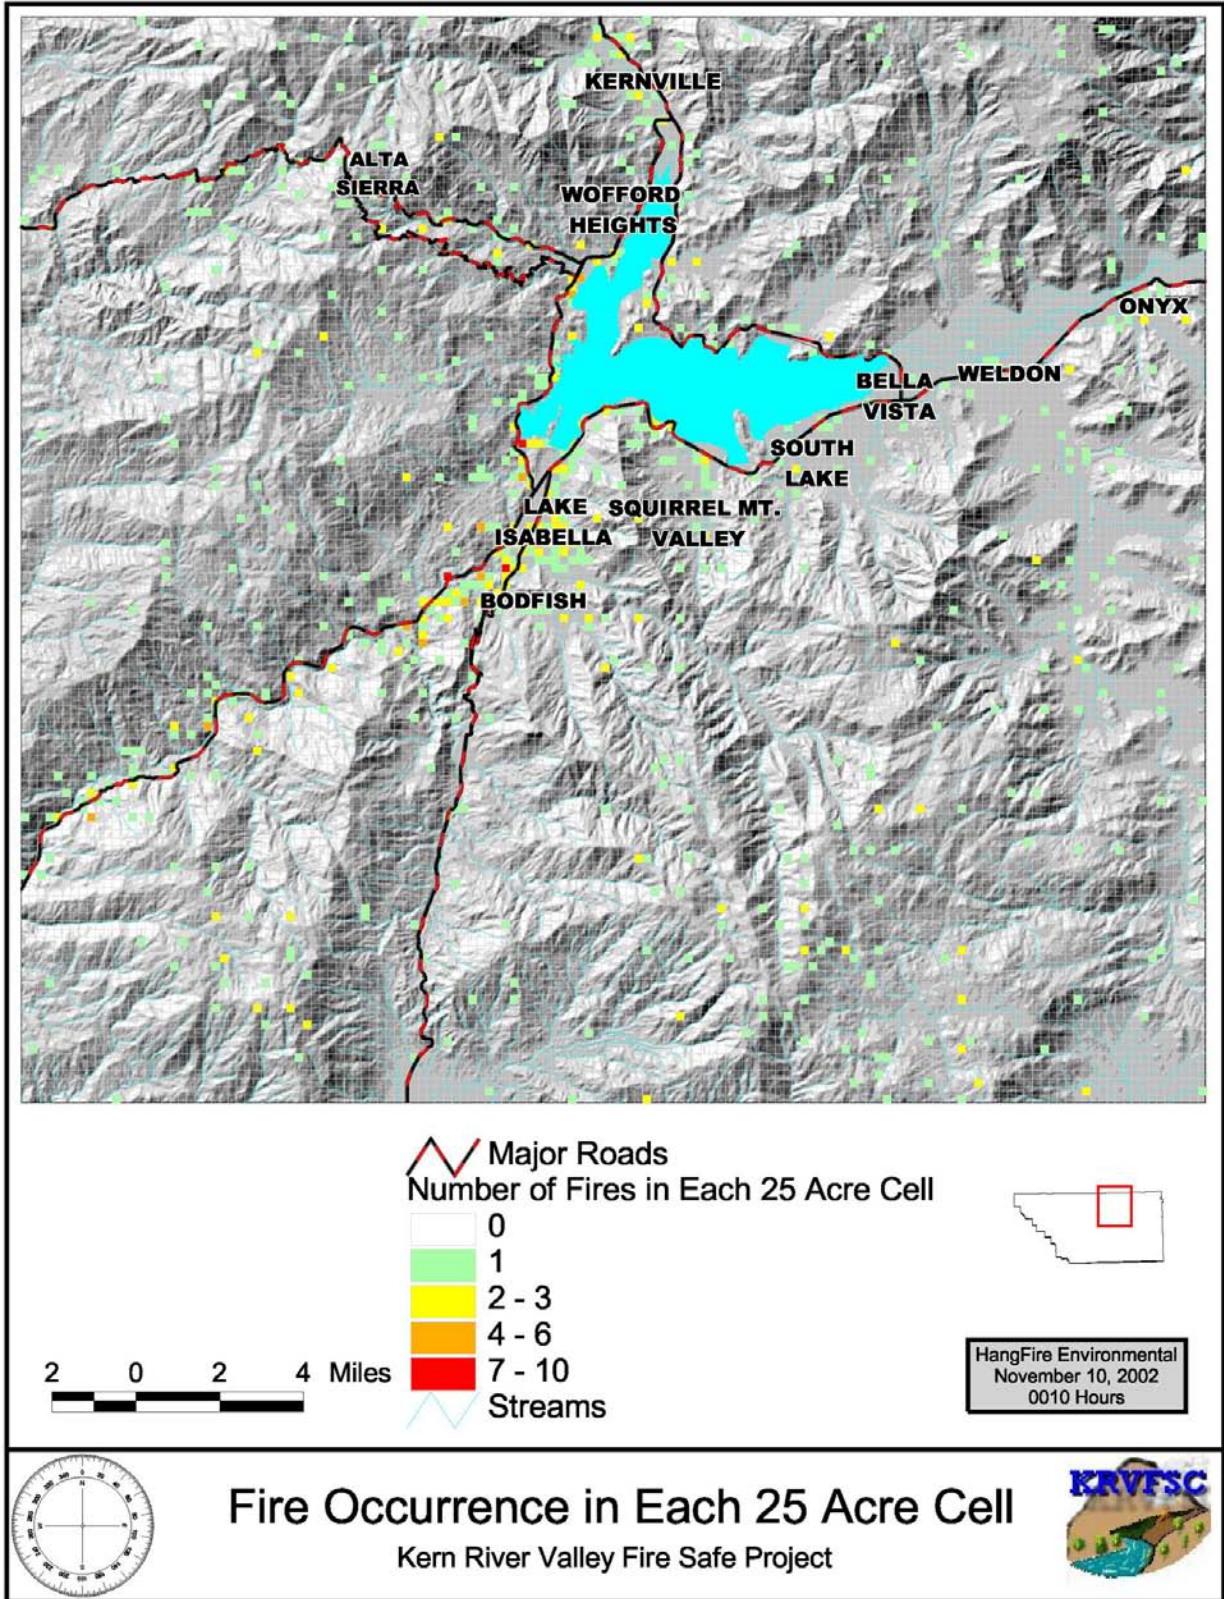 KERNVILLE
ALTA
SIERRA
WOFFORD
HEIGHTS
ONYX
BELLA
VISTA
WELDON
SOUTH
LAKE
LAKE
ISABELLA
SQUIRREL MT.
VALLEY
BODFISH
Major Roads
Number of Fires in Each 25 Acre Cell
0
1
2 - 3
4 - 6
7 - 10
Streams
2 0 2 4 Miles
HangFire Environmental
November 10, 2002
0010 Hours
Fire Occurrence in Each 25 Acre Cell
Kern River Valley Fire Safe Project
KRVFSC